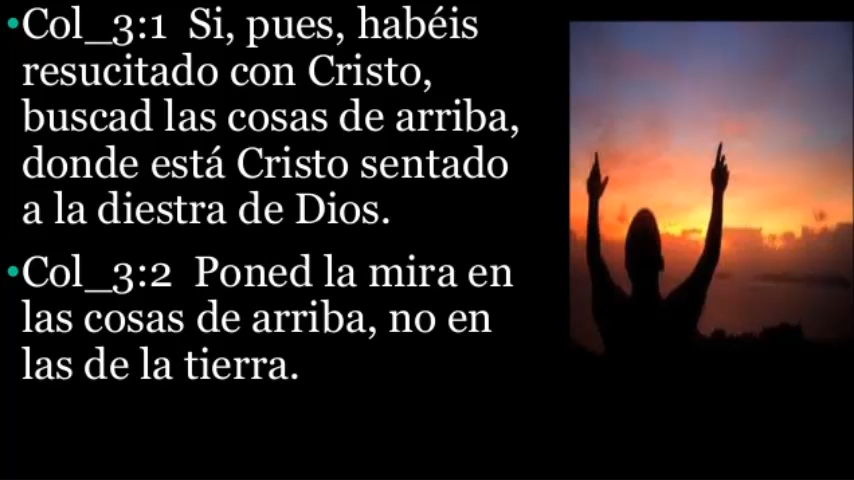 •Col_3:1 Si, pues, habéis
resucitado con Cristo,
buscad las cosas de arriba,
donde está Cristo sentado
a la diestra de Dios.
•Col_3:2 Poned la mira en
las cosas de arriba, no en
las de la tierra.